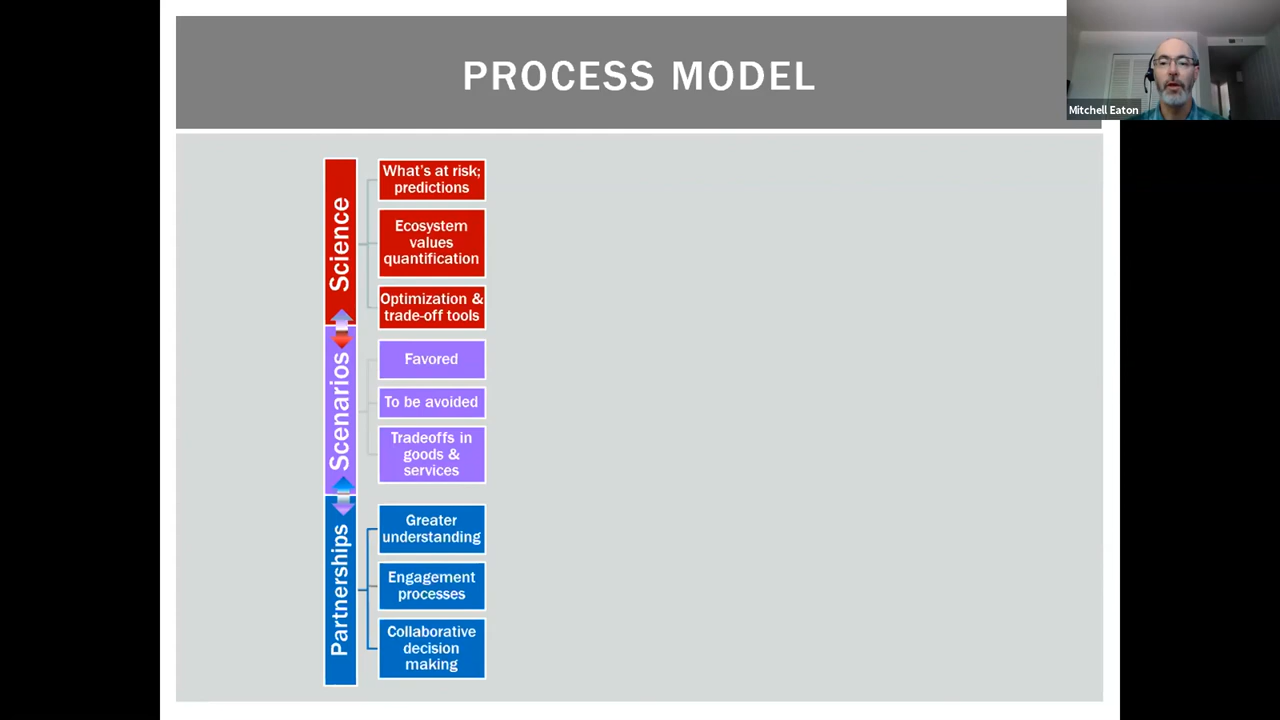 PROCESS MODEL
Mitchell Eaton
Science
What's at risk;
predictions
Ecosystem
values
quantification
Optimization &
trade-off tools
Scenarios
Favored
To be avoided
Tradeoffs in
goods &
services
Partnerships
Greater
understanding
Engagement
processes
Collaborative
decision
making